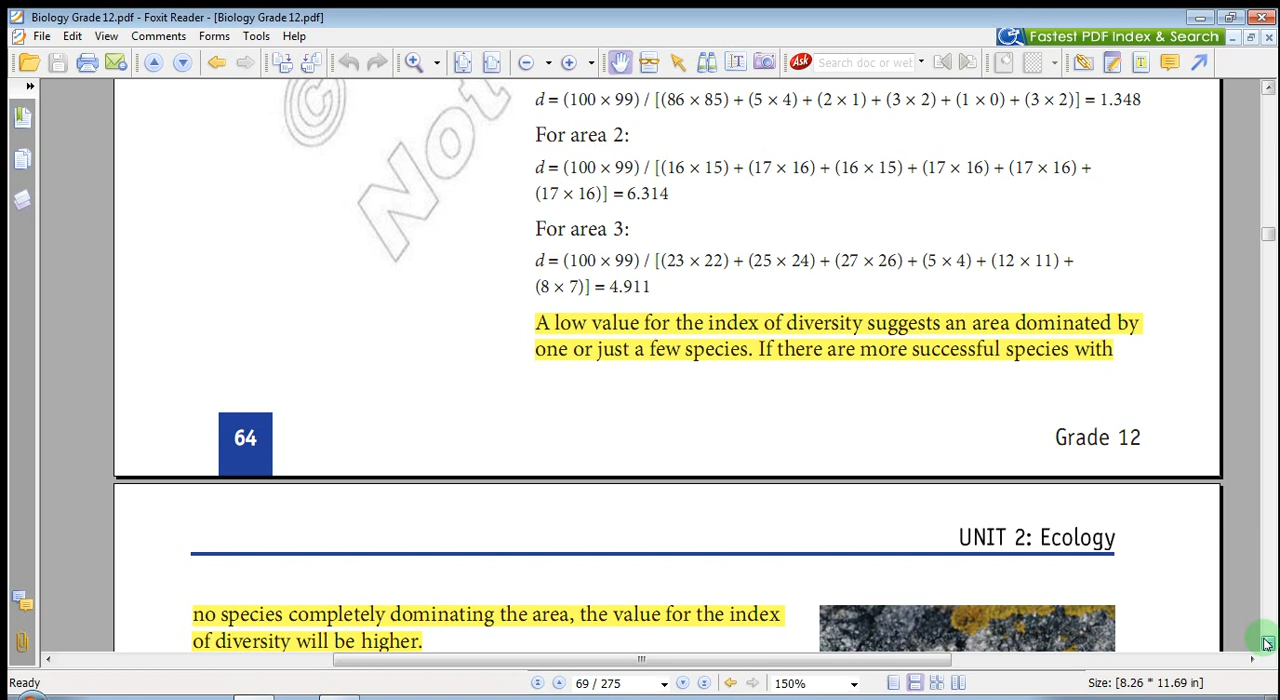 Biology Grade 12.pdf - Foxit Reader - [Biology Grade 12.pdf]
File Edit View Comments Forms Tools Help
Fastest PDF Index & Search
Ask Search doc or wel
©
Not
d = (100 × 99) / [(86 × 85) + (5 × 4) + (2 × 1) + (3 × 2) + (1 × 0) + (3 × 2)] = 1.348
For area 2:
d = (100 × 99) / [(16 × 15) + (17 × 16) + (16 × 15) + (17 × 16) + (17 × 16) +
(17 × 16)] = 6.314
For area 3:
d = (100 × 99) / [(23 × 22) + (25 × 24) + (27 × 26) + (5 × 4) + (12 × 11) +
(8 × 7)] = 4.911
A low value for the index of diversity suggests an area dominated by
one or just a few species. If there are more successful species with
64
Grade 12
UNIT 2: Ecology
no species completely dominating the area, the value for the index
of diversity will be higher.
Ready
69 / 275
150%
Size: [8.26 * 11.69 in]